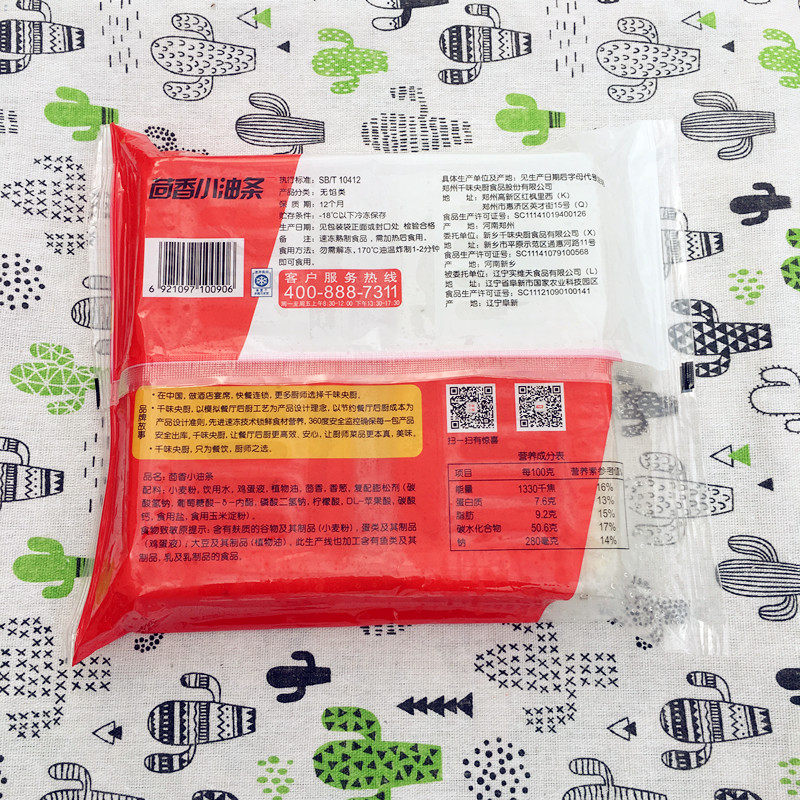 茴香小油条
执行标准：SB/T 10412
产品分类：无馅类
保质期：12个月
贮存条件：-18℃以下冷冻保存
生产日期：见包装袋正面或封口处 检验合格
备注：速冻熟制食品，需加热后食用。
食用方法：勿需解冻，170℃油温炸制1-2分钟
即可食用。
客户服务热线
400-888-7311
周一至周五上午8:30-12:00 下午13:30-17:30
6 921097 100906
具体生产单位及产地：见生产日期后字母代号
郑州千味央厨食品股份有限公司
地址：郑州高新区红枫里西（K）
郑州市惠济区英才街15号（Q）
食品生产许可证号：SC11141019400126
产地：河南郑州
委托单位：新乡千味央厨食品有限公司（X）
地址：新乡市平原示范区通惠河路11号
食品生产许可证号：SC11141079100568
产地：河南新乡
被委托单位：辽宁实维天食品有限公司（L）
地址：辽宁省阜新市国家农业科技园区
食品生产许可证号：SC11121090100141
产地：辽宁阜新
品牌故事
·在中国，做酒店宴席，快餐连锁，更多厨师选择千味央厨。
·千味央厨，以模拟餐厅后厨工艺为产品设计理念，以节约餐厅后厨成本为
产品设计准则，先进速冻技术锁鲜食材营养，360度安全监控确保每一包产品
安全出库，千味央厨，让餐厅后厨更高效，安心，让厨师菜品更本真，美味。
·千味央厨，只为餐饮，厨师之选。
扫一扫有惊喜
品名：茴香小油条
配料：小麦粉，饮用水，鸡蛋液，植物油，茴香，香葱，复配膨松剂（碳
酸氢钠，葡萄糖酸-δ-内酯，磷酸二氢钠，柠檬酸，DL-苹果酸，碳酸
钙，食用盐，食用玉米淀粉）。
食物致敏原提示：含有麸质的谷物及其制品（小麦粉），蛋类及其制品
（鸡蛋液），大豆及其制品（植物油），此生产线也加工含有鱼类及其
制品，乳及乳制品的食品。
营养成分表
项目 每100克 营养素参考值%
能量 1330千焦 16%
蛋白质 7.6克 13%
脂肪 9.2克 15%
碳水化合物 50.6克 17%
钠 280毫克 14%